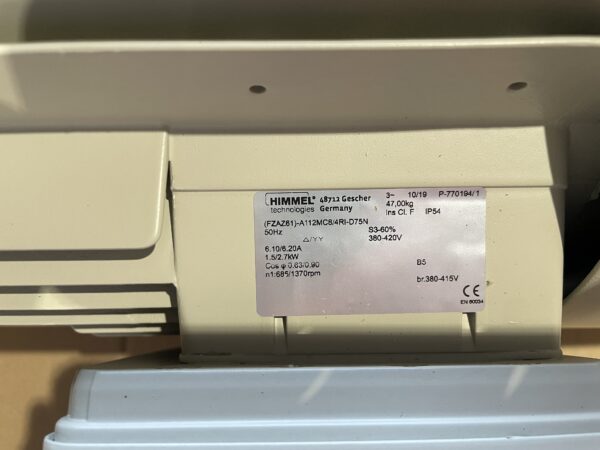 HIMMEL® 48712 Gescher 3~ 10/19 P-770194/1
technologies Germany 47,00kg
Ins Cl. F IP54
(FZAZ61)-A112MC8/4RI-D75N
50Hz S3-60%
△/YY 380-420V
6.10/6.20A
1.5/2.7kW
Cos φ 0.63/0.90 B5
n1:685/1370rpm br.380-415V
CE
EN 60034